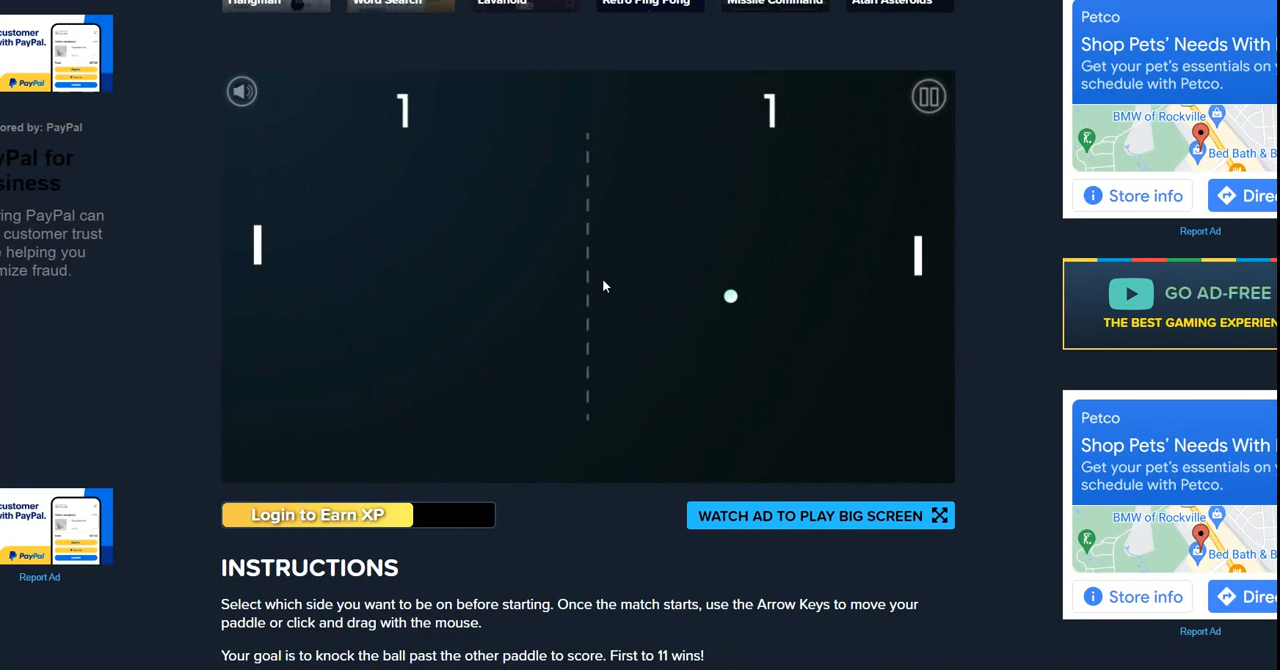 Hangman
Word Search
Lavanoid
Retro Ping Pong
Missile Command
Atari Asteroids
customer
with PayPal.
PayPal
ored by: PayPal
yPal for
siness
ring PayPal can
customer trust
helping you
mize fraud.
1
1
Petco
Shop Pets' Needs With
Get your pet's essentials on
schedule with Petco.
BMW of Rockville
Bed Bath & B
Store info
Dire
Report Ad
GO AD-FREE
THE BEST GAMING EXPERIEN
Petco
Shop Pets' Needs With
Get your pet's essentials on
schedule with Petco.
BMW of Rockville
Bed Bath & B
Store info
Dire
Report Ad
customer
with PayPal.
PayPal
Report Ad
Login to Earn XP
WATCH AD TO PLAY BIG SCREEN
INSTRUCTIONS
Select which side you want to be on before starting. Once the match starts, use the Arrow Keys to move your
paddle or click and drag with the mouse.
Your goal is to knock the ball past the other paddle to score. First to 11 wins!